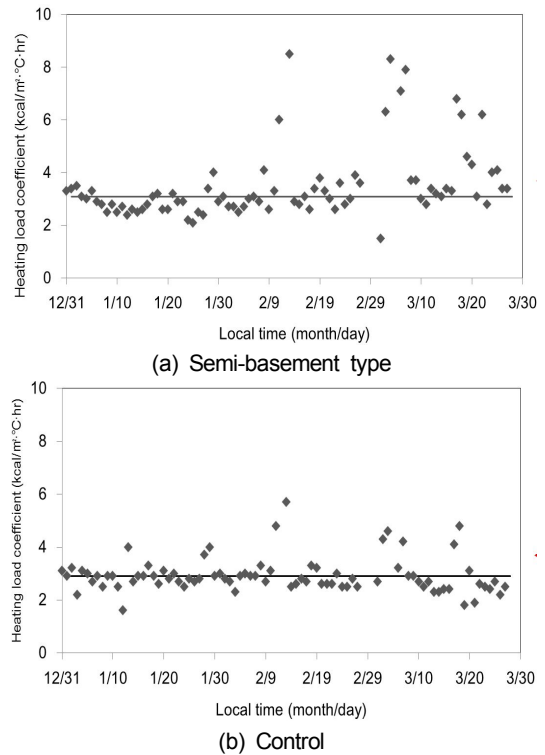 10
8
6
4
2
0
Heating load coefficient (kcal/m²·°C·hr)
12/31 1/10 1/20 1/30 2/9 2/19 2/29 3/10 3/20 3/30
Local time (month/day)
(a) Semi-basement type
10
8
6
4
2
0
Heating load coefficient (kcal/m²·°C·hr)
12/31 1/10 1/20 1/30 2/9 2/19 2/29 3/10 3/20 3/30
Local time (month/day)
(b) Control